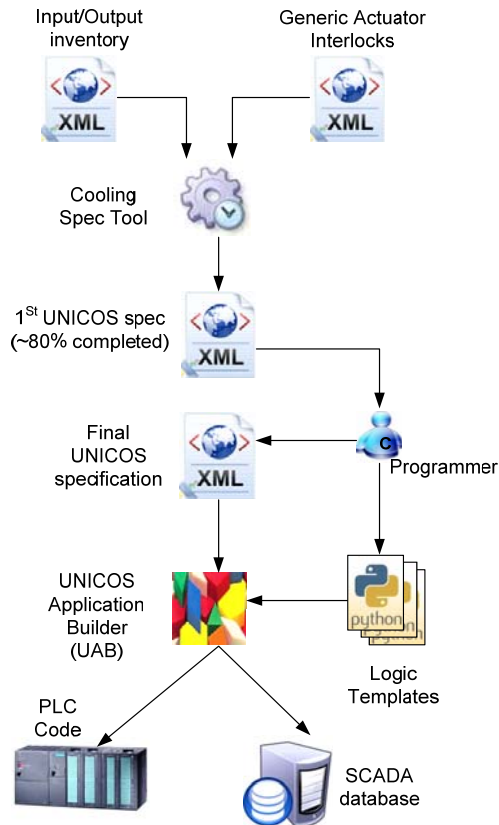 Input/Output
inventory
Generic Actuator
Interlocks
< >
XML
< >
XML
Cooling
Spec Tool
1St UNICOS spec
(~80% completed)
< >
XML
C
Programmer
Final
UNICOS
specification
< >
XML
UNICOS
Application
Builder
(UAB)
python
Logic
Templates
PLC
Code
SCADA
database